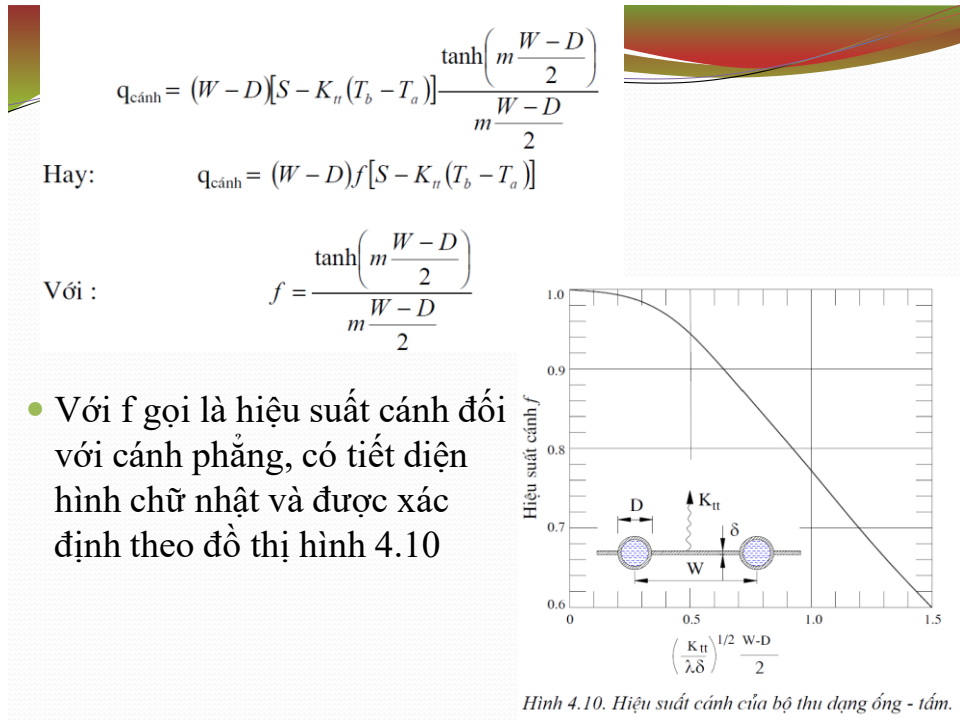 q_cánh = (W − D)[S − K_tt (T_b − T_a)] tanh(m (W − D)/2) / (m (W − D)/2)
Hay: q_cánh = (W − D) f [S − K_tt (T_b − T_a)]
Với : f = tanh(m (W − D)/2) / (m (W − D)/2)
Với f gọi là hiệu suất cánh đối
với cánh phẳng, có tiết diện
hình chữ nhật và được xác
định theo đồ thị hình 4.10
Hiệu suất cánh f
1.0
0.9
0.8
0.7
0.6
D
K_tt
δ
W
0 0.5 1.0 1.5
(K_tt/λδ)^1/2 (W-D)/2
Hình 4.10. Hiệu suất cánh của bộ thu dạng ống - tấm.